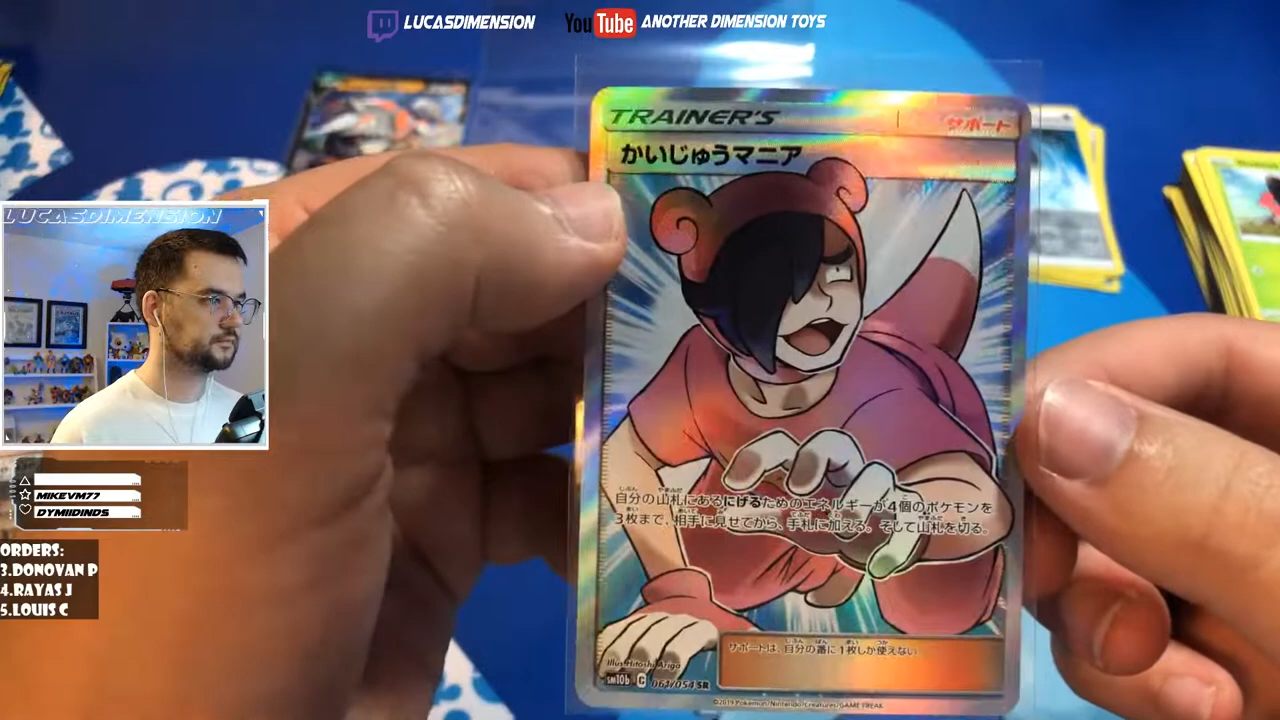 LUCASDIMENSION YouTube ANOTHER DIMENSION TOYS
TRAINER'S サポート
かいじゅうマニア
LUCASDIMENSION
自分の山札にあるにげるためのエネルギーが4個のポケモンを
3枚まで、相手に見せてから、手札に加える。そして山札を切る。
MIKEVM77
DYMIIDINDS
ORDERS:
3.DONOVAN P
4.RAYAS J
5.LOUIS C
サポートは、自分の番に1枚しか使えない
Illus. Hitoshi Ariga
sm10b C 061/054 SR
©2019 Pokémon/Nintendo/Creatures/GAME FREAK